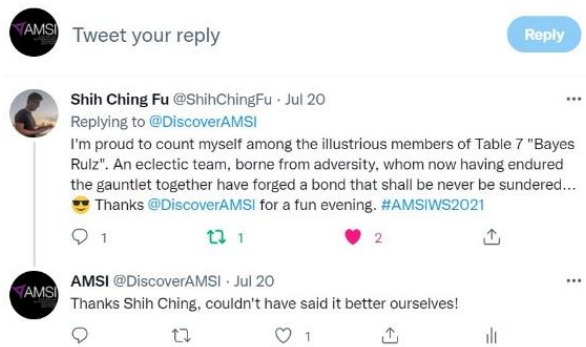 VAMSI
Tweet your reply
Reply
Shih Ching Fu @ShihChingFu · Jul 20
Replying to @DiscoverAMSI
I'm proud to count myself among the illustrious members of Table 7 "Bayes
Rulz". An eclectic team, borne from adversity, whom now having endured
the gauntlet together have forged a bond that shall be never be sundered...
😎 Thanks @DiscoverAMSI for a fun evening. #AMSIWS2021
1 1 2
VAMSI
AMSI @DiscoverAMSI · Jul 20
Thanks Shih Ching, couldn't have said it better ourselves!
1